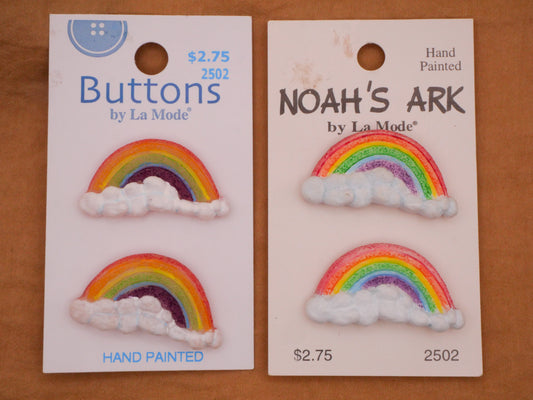 $2.75
2502
Buttons
by La Mode®
HAND PAINTED
Hand
Painted
NOAH'S ARK
by La Mode®
$2.75 2502